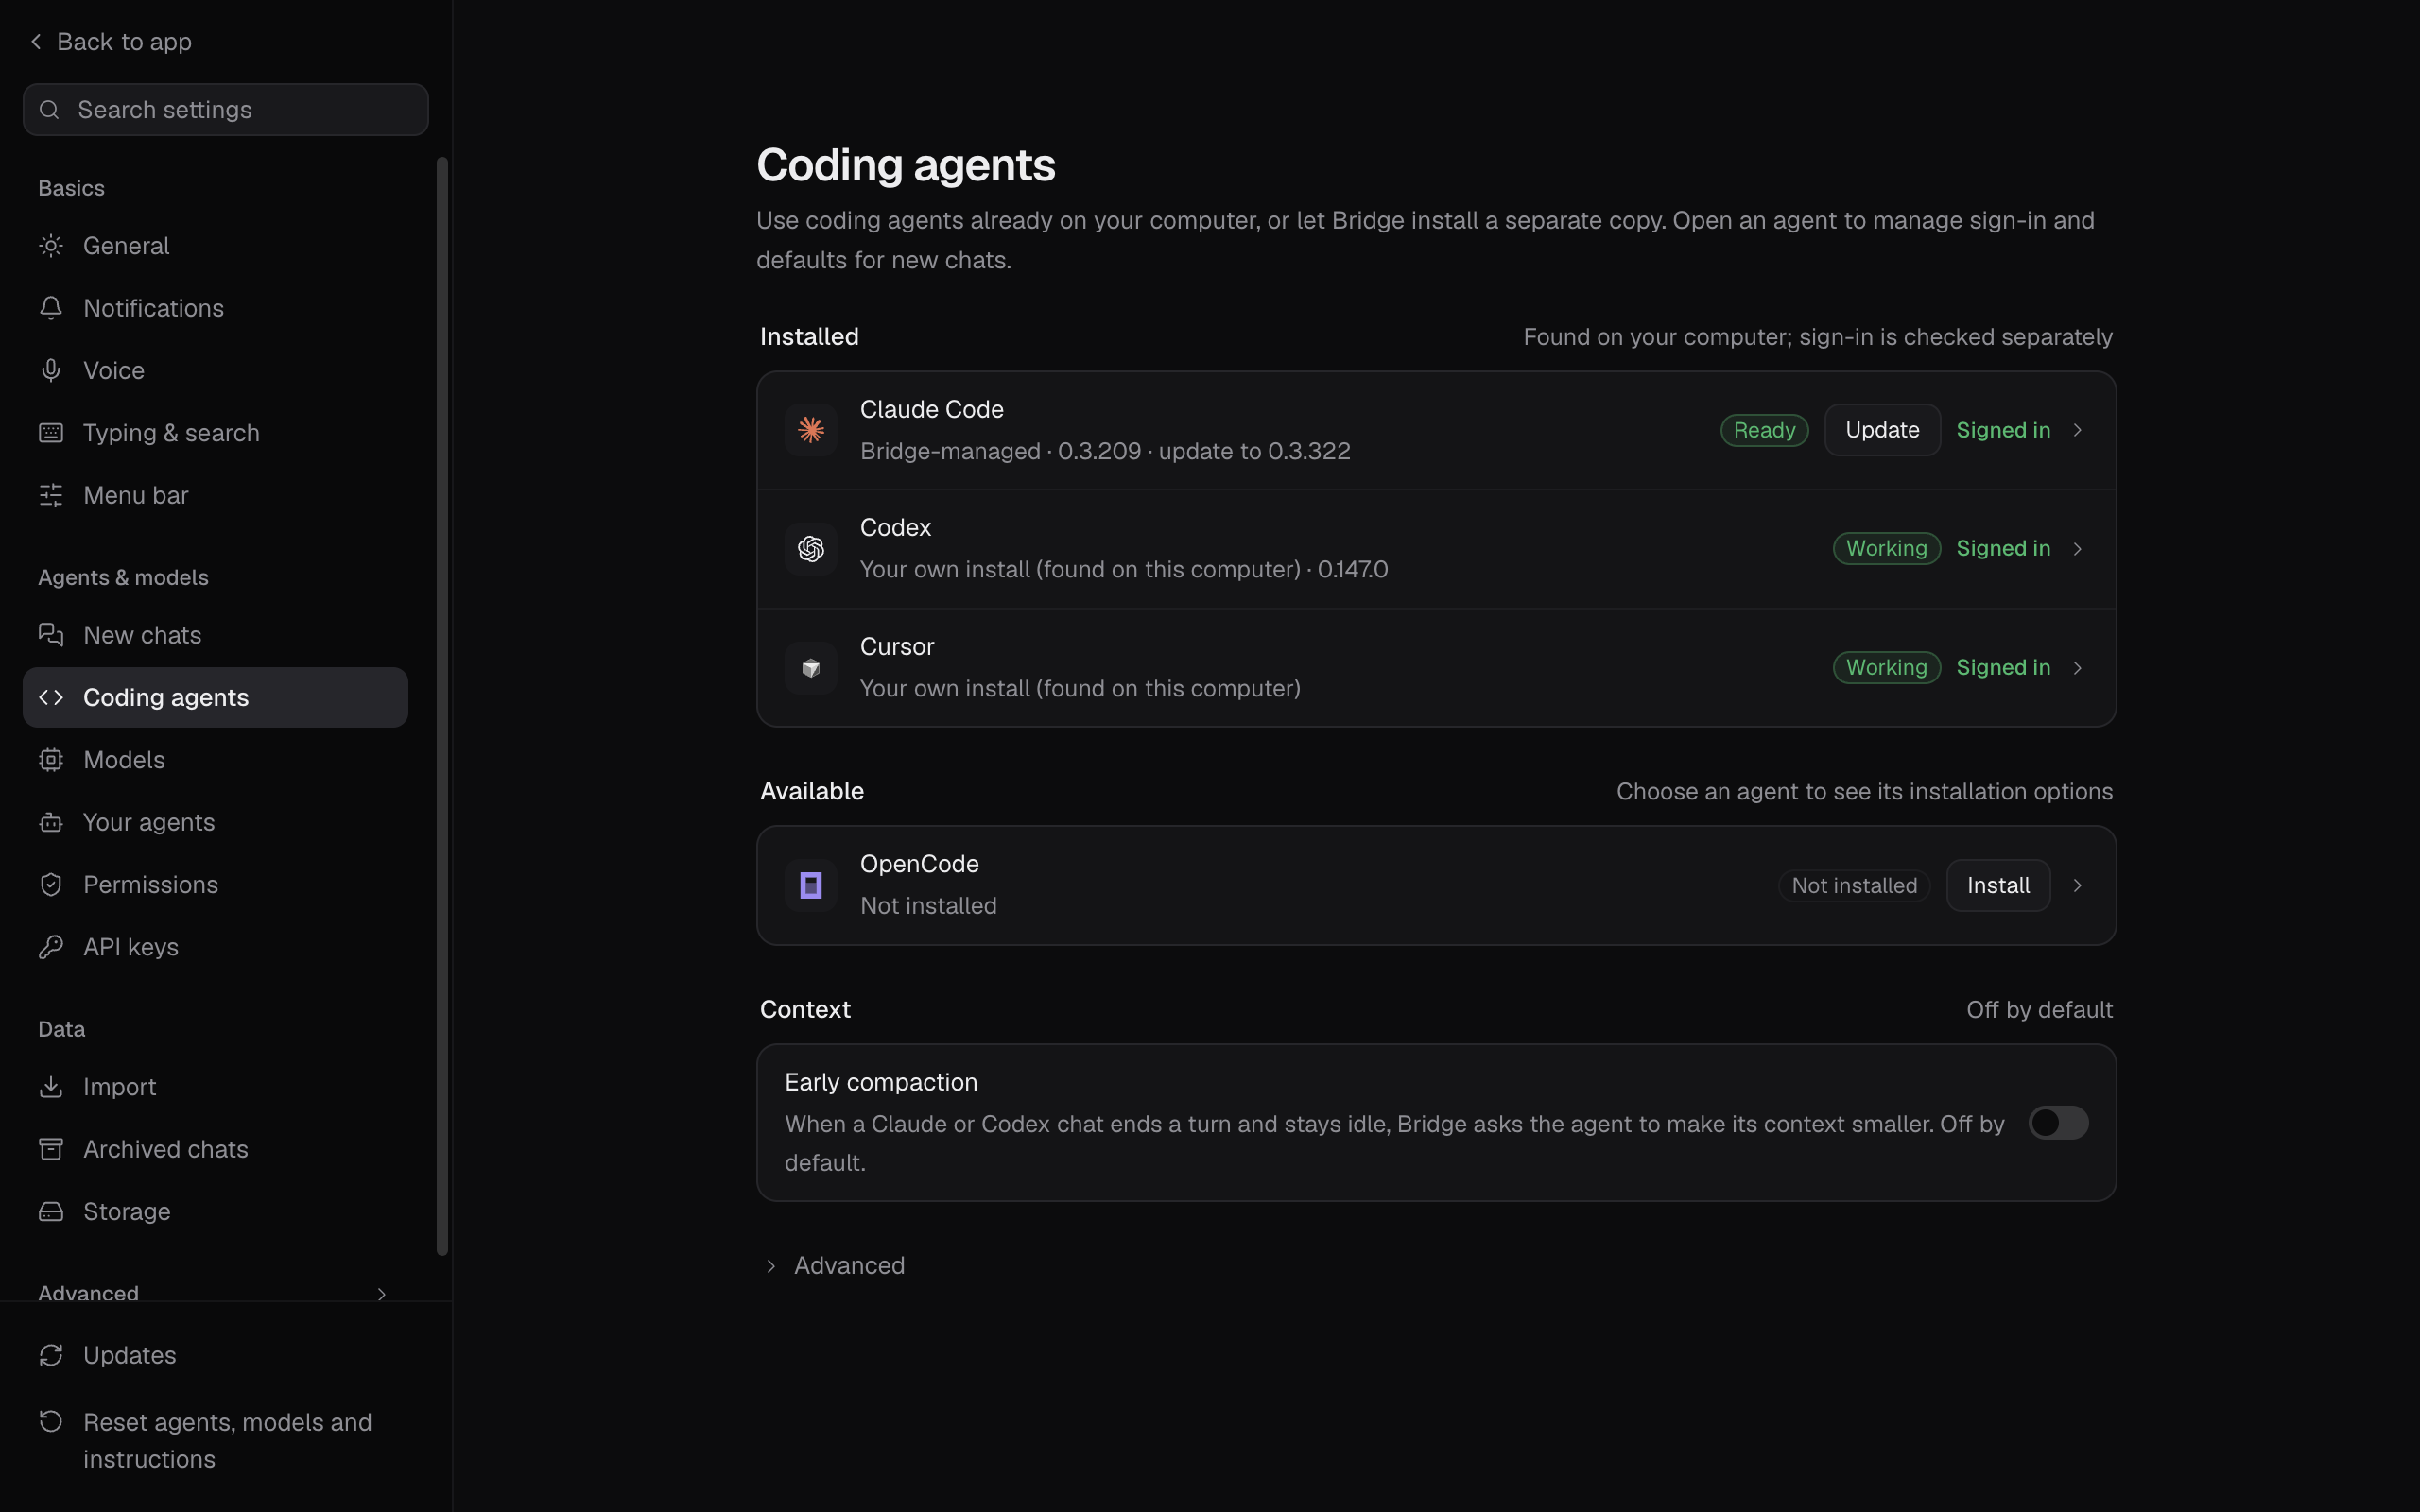 Back to app
Search settings
Basics
General
Notifications
Voice
Typing & search
Menu bar
Agents & models
New chats
Coding agents
Models
Your agents
Permissions
API keys
Data
Import
Archived chats
Storage
Advanced
Updates
Reset agents, models and
instructions
Coding agents
Use coding agents already on your computer, or let Bridge install a separate copy. Open an agent to manage sign-in and
defaults for new chats.
Installed
Found on your computer; sign-in is checked separately
Claude Code
Bridge-managed · 0.3.209 · update to 0.3.322
Ready
Update
Signed in
Codex
Your own install (found on this computer) · 0.147.0
Working
Signed in
Cursor
Your own install (found on this computer)
Working
Signed in
Available
Choose an agent to see its installation options
OpenCode
Not installed
Not installed
Install
Context
Off by default
Early compaction
When a Claude or Codex chat ends a turn and stays idle, Bridge asks the agent to make its context smaller. Off by
default.
Advanced